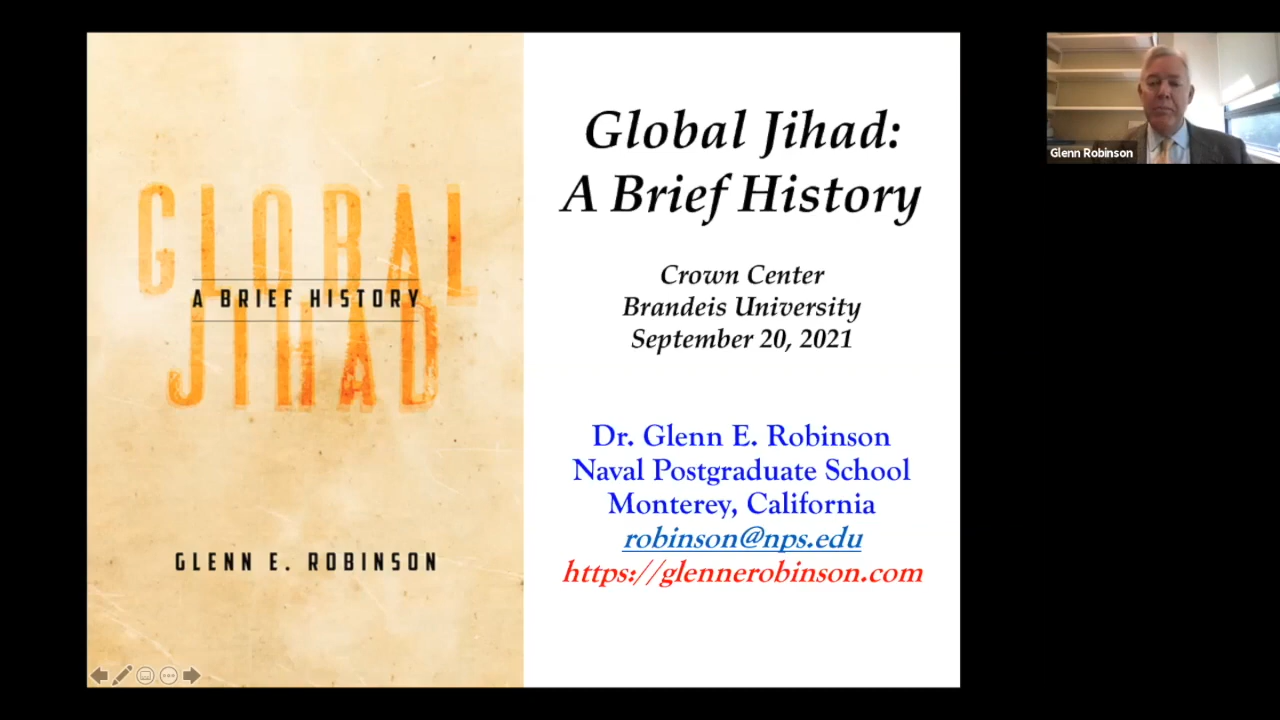 GLOBAL
A BRIEF HISTORY
JIHAD
GLENN E. ROBINSON
Global Jihad:
A Brief History
Crown Center
Brandeis University
September 20, 2021
Dr. Glenn E. Robinson
Naval Postgraduate School
Monterey, California
robinson@nps.edu
https://glennerobinson.com
Glenn Robinson